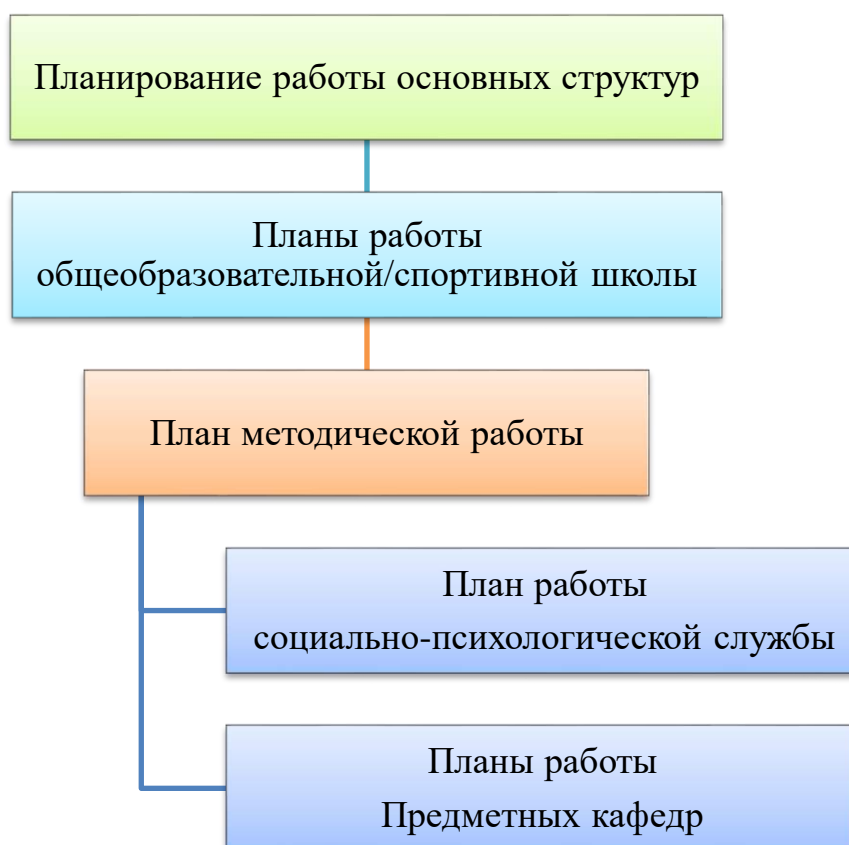 Планирование работы основных структур
Планы работы
общеобразовательной/спортивной школы
План методической работы
План работы
социально-психологической службы
Планы работы
Предметных кафедр